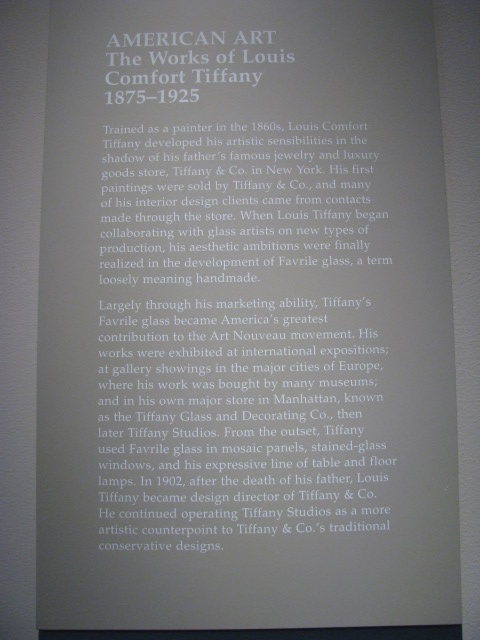 AMERICAN ART
The Works of Louis
Comfort Tiffany
1875–1925
Trained as a painter in the 1860s, Louis Comfort
Tiffany developed his artistic sensibilities in the
shadow of his father's famous jewelry and luxury
goods store, Tiffany & Co. in New York. His first
paintings were sold by Tiffany & Co., and many
of his interior design clients came from contacts
made through the store. When Louis Tiffany began
collaborating with glass artists on new types of
production, his aesthetic ambitions were finally
realized in the development of Favrile glass, a term
loosely meaning handmade.
Largely through his marketing ability, Tiffany's
Favrile glass became America's greatest
contribution to the Art Nouveau movement. His
works were exhibited at international expositions;
at gallery showings in the major cities of Europe,
where his work was bought by many museums;
and in his own major store in Manhattan, known
as the Tiffany Glass and Decorating Co., then
later Tiffany Studios. From the outset, Tiffany
used Favrile glass in mosaic panels, stained-glass
windows, and his expressive line of table and floor
lamps. In 1902, after the death of his father, Louis
Tiffany became design director of Tiffany & Co.
He continued operating Tiffany Studios as a more
artistic counterpoint to Tiffany & Co.'s traditional
conservative designs.